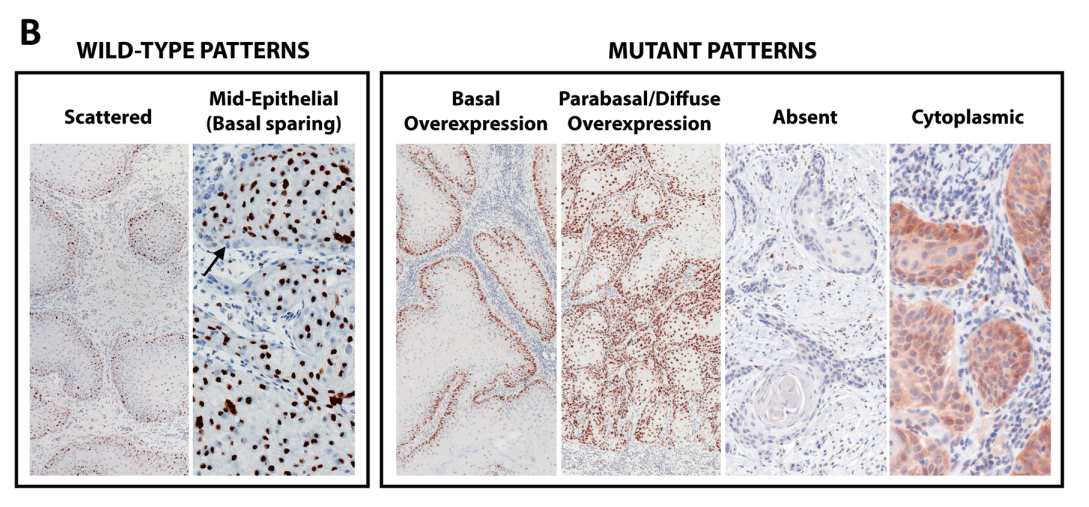 B
WILD-TYPE PATTERNS
MUTANT PATTERNS
Scattered
Mid-Epithelial
(Basal sparing)
Basal
Overexpression
Parabasal/Diffuse
Overexpression
Absent
Cytoplasmic